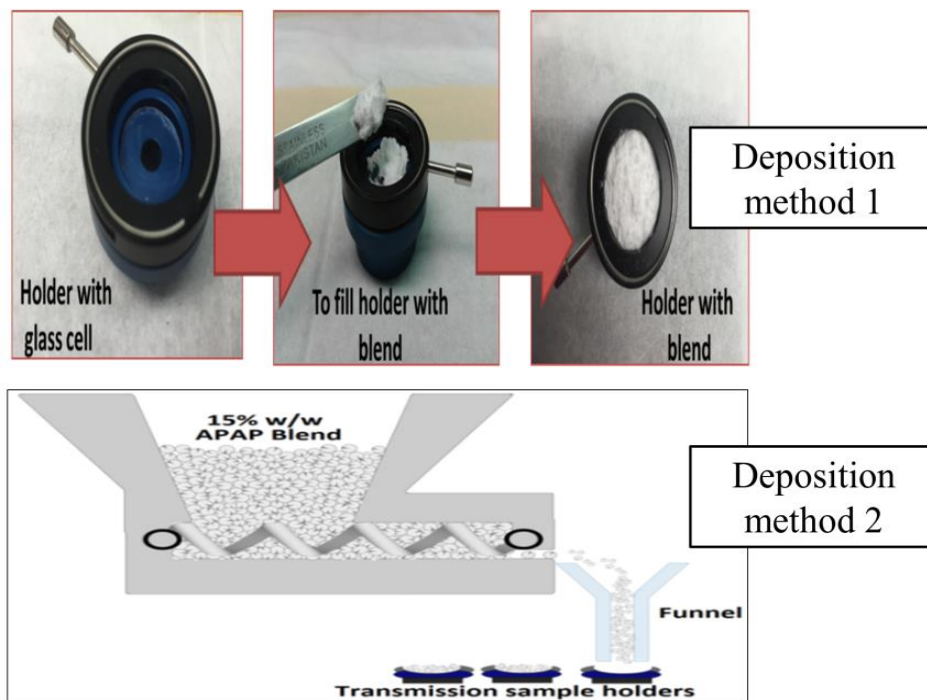 Holder with
glass cell
STAINLESS
To fill holder with
blend
Holder with
blend
Deposition
method 1
15% w/w
APAP Blend
Deposition
method 2
Funnel
Transmission sample holders